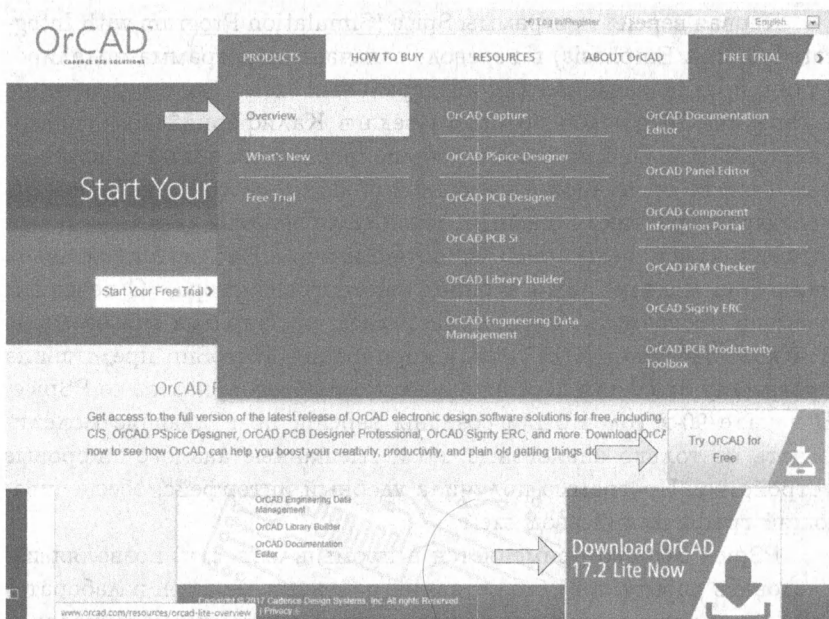 Log In/Register
English
OrCAD
CADENCE PCB SOLUTIONS
PRODUCTS
HOW TO BUY
RESOURCES
ABOUT OrCAD
FREE TRIAL
Overview
What's New
Free Trial
OrCAD Capture
OrCAD PSpice Designer
OrCAD PCB Designer
OrCAD PCB SI
OrCAD Library Builder
OrCAD Engineering Data
Management
OrCAD Documentation
Editor
OrCAD Panel Editor
OrCAD Component
Information Portal
OrCAD DFM Checker
OrCAD Sigrity ERC
OrCAD PCB Productivity
Toolbox
Start Your
Start Your Free Trial
OrCAD
Get access to the full version of the latest release of OrCAD electronic design software solutions for free, including
CIS, OrCAD PSpice Designer, OrCAD PCB Designer Professional, OrCAD Sigrity ERC, and more. Download
now to see how OrCAD can help you boost your creativity, productivity, and plain old getting things
Try OrCAD for
Free
OrCAD Engineering Data
Management
OrCAD Library Builder
OrCAD Documentation
Editor
Download OrCAD
17.2 Lite Now
Copyright © 2017 Cadence Design Systems, Inc. All rights Reserved
| Privacy
www.orcad.com/resources/orcad-lite-overview